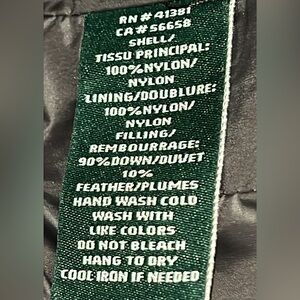 RN # 41381
CA # 56658
SHELL/
TISSU PRINCIPAL:
100%NYLON/
NYLON
LINING/DOUBLURE:
100%NYLON/
NYLON
FILLING/
REMBOURRAGE:
90%DOWN/DUVET
10%
FEATHER/PLUMES
HAND WASH COLD
WASH WITH
LIKE COLORS
DO NOT BLEACH
HANG TO DRY
COOL IRON IF NEEDED